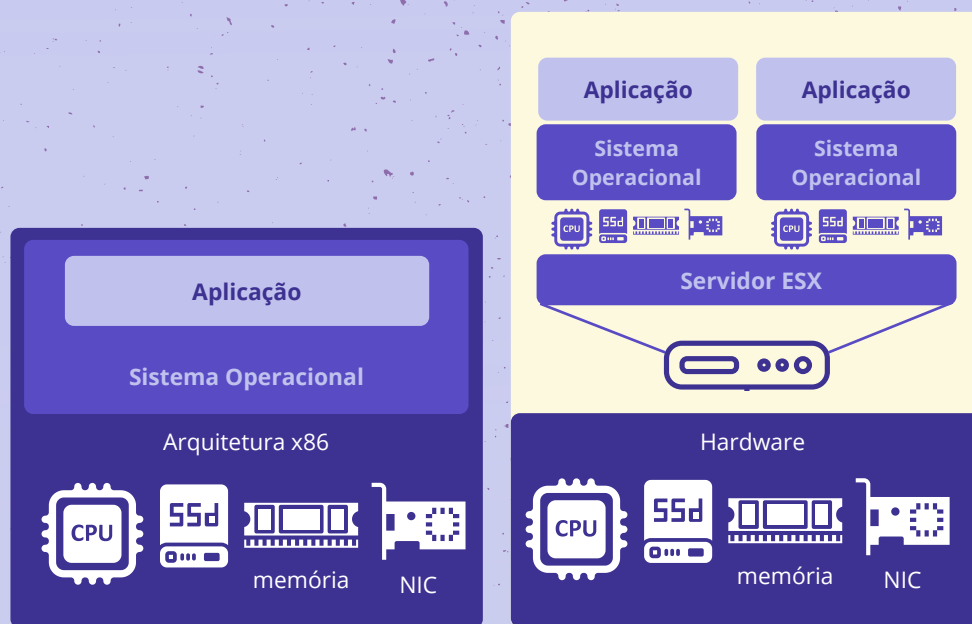 Aplicação
Sistema Operacional
Arquitetura x86
CPU
SSd
memória
NIC
Aplicação
Sistema
Operacional
CPU
SSd
Aplicação
Sistema
Operacional
CPU
SSd
Servidor ESX
Hardware
CPU
SSd
memória
NIC